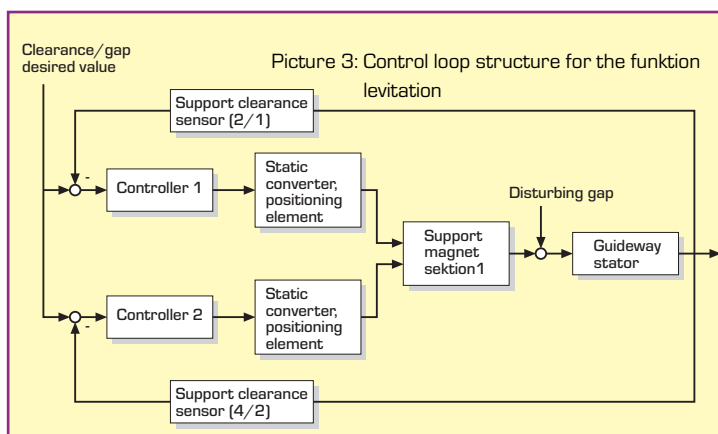 Clearance/gap
desired value
Picture 3: Control loop structure for the funktion
levitation
Support clearance
sensor (2/1)
-
Controller 1
Static
converter,
positioning
element
Disturbing gap
Support
magnet
sektion1
Guideway
stator
-
Controller 2
Static
converter,
positioning
element
Support clearance
sensor (4/2)